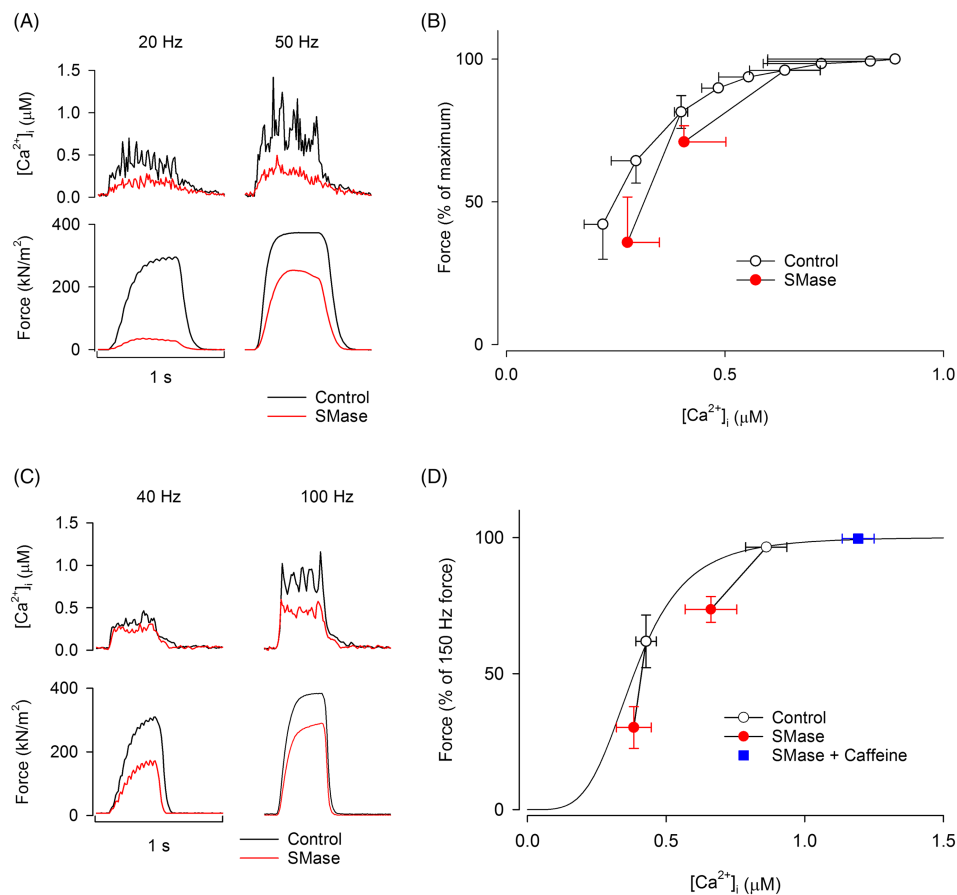 (A)
20 Hz
50 Hz
[Ca²⁺]ᵢ (μM)
1.5
1.0
0.5
0.0
Force (kN/m²)
400
200
0
1 s
Control
SMase
(B)
Force (% of maximum)
100
50
0
Control
SMase
0.0
0.5
1.0
[Ca²⁺]ᵢ (μM)
(C)
40 Hz
100 Hz
[Ca²⁺]ᵢ (μM)
1.5
1.0
0.5
0.0
Force (kN/m²)
400
200
0
1 s
Control
SMase
(D)
Force (% of 150 Hz force)
100
50
0
Control
SMase
SMase + Caffeine
0.0
0.5
1.0
1.5
[Ca²⁺]ᵢ (μM)